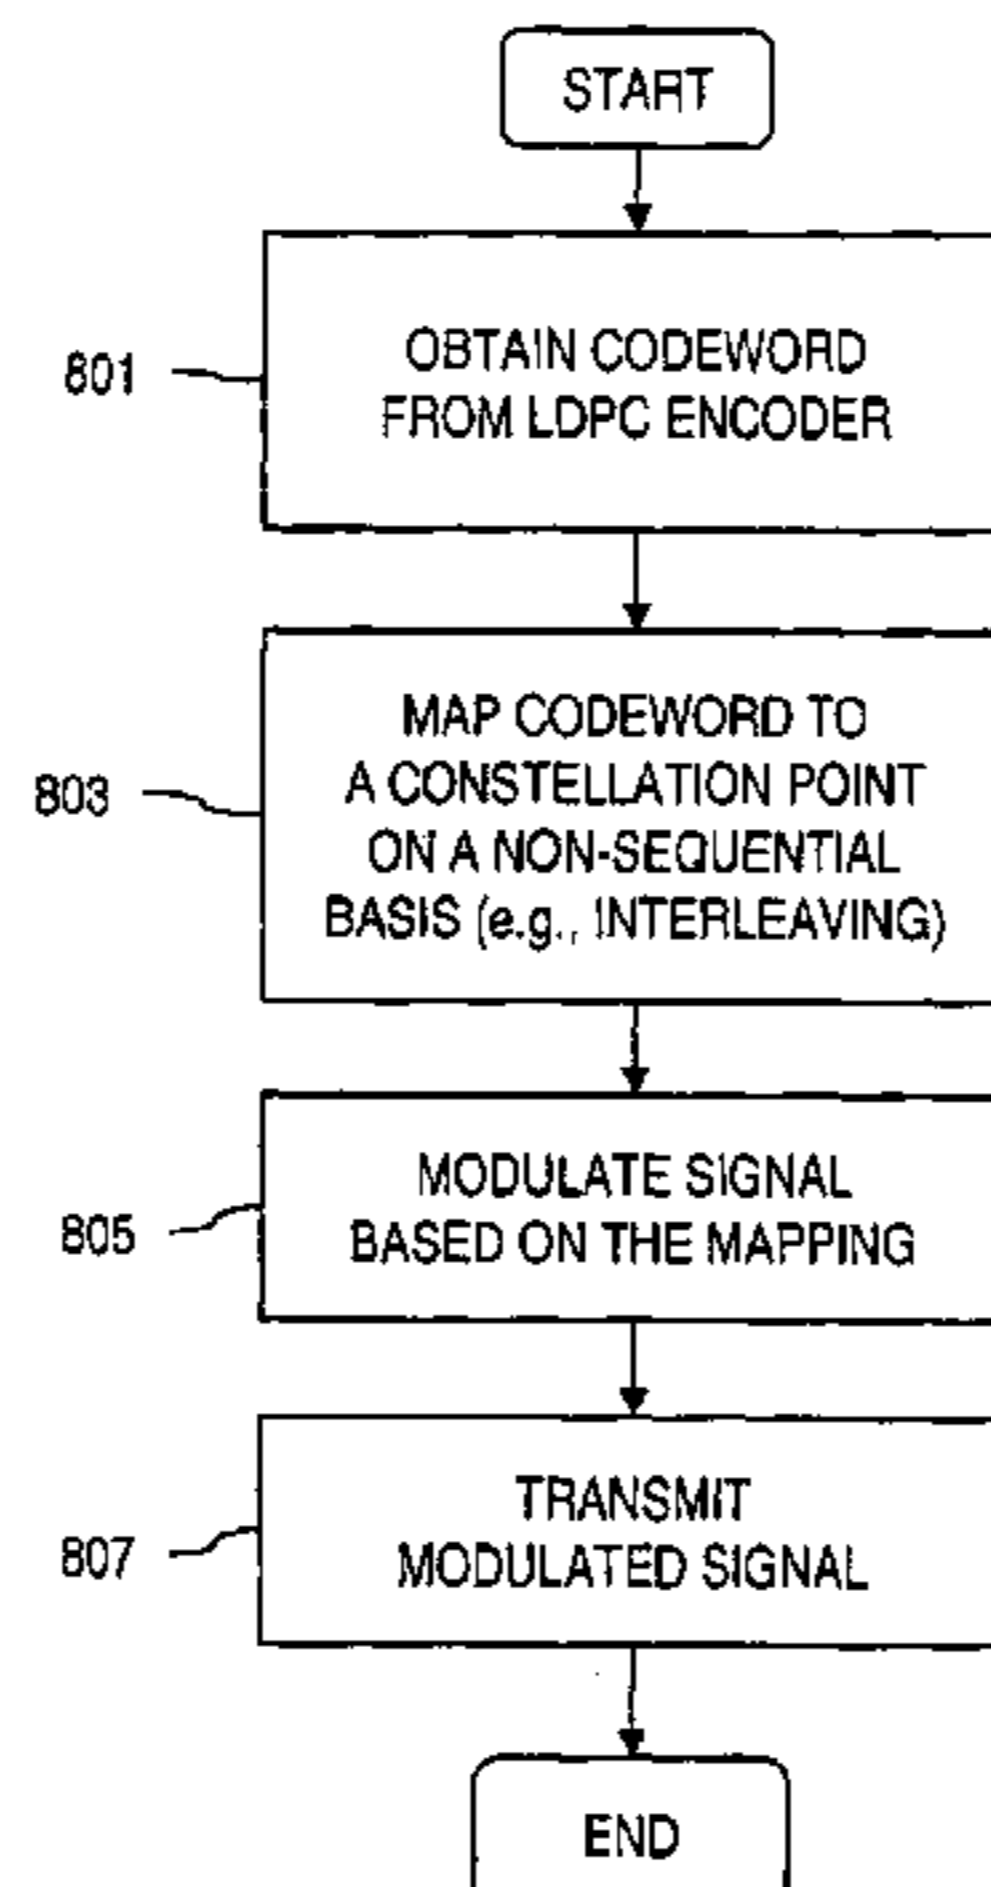 START
801
OBTAIN CODEWORD
FROM LDPC ENCODER
803
MAP CODEWORD TO
A CONSTELLATION POINT
ON A NON-SEQUENTIAL
BASIS (e.g., INTERLEAVING)
805
MODULATE SIGNAL
BASED ON THE MAPPING
807
TRANSMIT
MODULATED SIGNAL
END